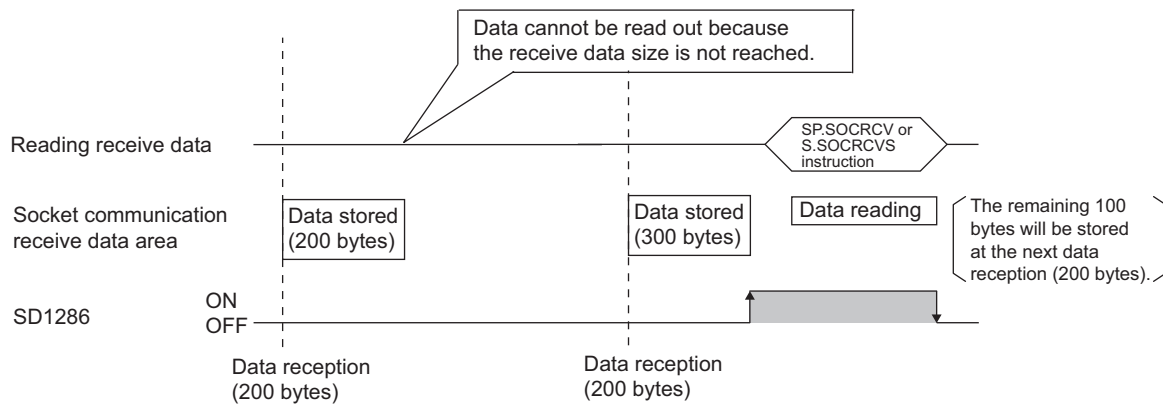 Data cannot be read out because
the receive data size is not reached.
Reading receive data
SP.SOCRCV or
S.SOCRCVS
instruction
Socket communication
receive data area
Data stored
(200 bytes)
Data stored
(300 bytes)
Data reading
The remaining 100
bytes will be stored
at the next data
reception (200 bytes).
SD1286
ON
OFF
Data reception
(200 bytes)
Data reception
(200 bytes)